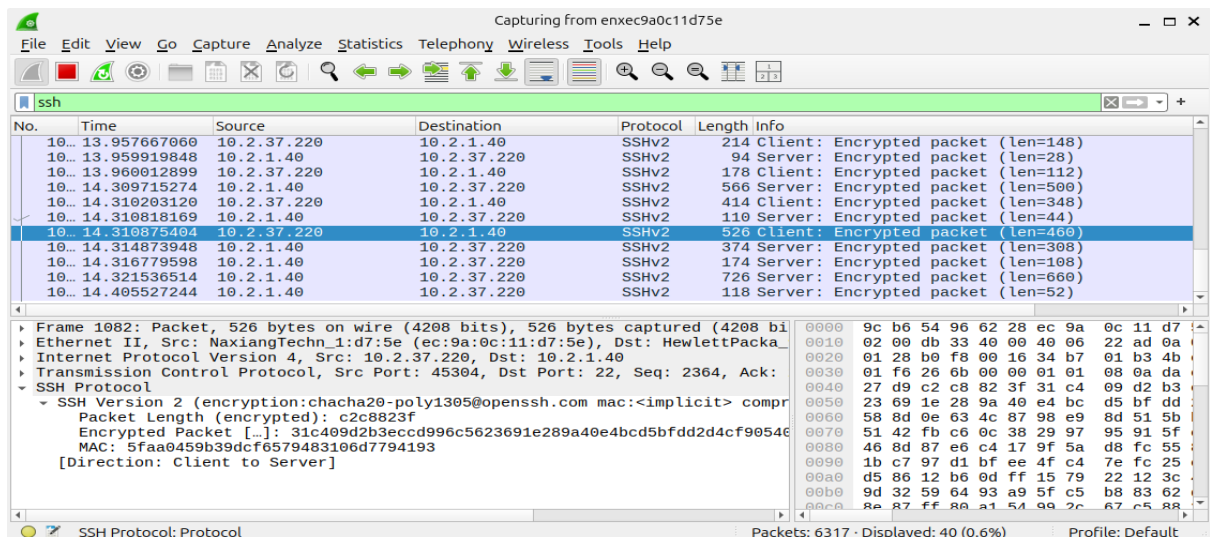 Capturing from enxec9a0c11d75e
File Edit View Go Capture Analyze Statistics Telephony Wireless Tools Help
ssh
No. Time Source Destination Protocol Length Info
10… 13.957667060 10.2.37.220 10.2.1.40 SSHv2 214 Client: Encrypted packet (len=148)
10… 13.959919848 10.2.1.40 10.2.37.220 SSHv2 94 Server: Encrypted packet (len=28)
10… 13.960012899 10.2.37.220 10.2.1.40 SSHv2 178 Client: Encrypted packet (len=112)
10… 14.309715274 10.2.1.40 10.2.37.220 SSHv2 566 Server: Encrypted packet (len=500)
10… 14.310203120 10.2.37.220 10.2.1.40 SSHv2 414 Client: Encrypted packet (len=348)
10… 14.310818169 10.2.1.40 10.2.37.220 SSHv2 110 Server: Encrypted packet (len=44)
10… 14.310875404 10.2.37.220 10.2.1.40 SSHv2 526 Client: Encrypted packet (len=460)
10… 14.314873948 10.2.1.40 10.2.37.220 SSHv2 374 Server: Encrypted packet (len=308)
10… 14.316779598 10.2.1.40 10.2.37.220 SSHv2 174 Server: Encrypted packet (len=108)
10… 14.321536514 10.2.1.40 10.2.37.220 SSHv2 726 Server: Encrypted packet (len=660)
10… 14.405527244 10.2.1.40 10.2.37.220 SSHv2 118 Server: Encrypted packet (len=52)
Frame 1082: Packet, 526 bytes on wire (4208 bits), 526 bytes captured (4208 bi
Ethernet II, Src: NaxiangTechn_1:d7:5e (ec:9a:0c:11:d7:5e), Dst: HewlettPacka_
Internet Protocol Version 4, Src: 10.2.37.220, Dst: 10.2.1.40
Transmission Control Protocol, Src Port: 45304, Dst Port: 22, Seq: 2364, Ack:
SSH Protocol
SSH Version 2 (encryption:chacha20-poly1305@openssh.com mac:<implicit> compr
Packet Length (encrypted): c2c8823f
Encrypted Packet […]: 31c409d2b3eccd996c5623691e289a40e4bcd5bfdd2d4cf90540
MAC: 5faa0459b39dcf6579483106d7794193
[Direction: Client to Server]
0000 9c b6 54 96 62 28 ec 9a 0c 11 d7
0010 02 00 db 33 40 00 40 06 22 ad 0a
0020 01 28 b0 f8 00 16 34 b7 01 b3 4b
0030 01 f6 26 6b 00 00 01 01 08 0a da
0040 27 d9 c2 c8 82 3f 31 c4 09 d2 b3
0050 23 69 1e 28 9a 40 e4 bc d5 bf dd
0060 58 8d 0e 63 4c 87 98 e9 8d 51 5b
0070 51 42 fb c6 0c 38 29 97 95 91 5f
0080 46 8d 87 e6 c4 17 9f 5a d8 fc 55
0090 1b c7 97 d1 bf ee 4f c4 7e fc 25
00a0 d5 86 12 b6 0d ff 15 79 22 12 3c
00b0 9d 32 59 64 93 a9 5f c5 b8 83 62
00c0 8e 87 ff 80 a1 54 99 2c 67 c5 88
SSH Protocol: Protocol Packets: 6317 · Displayed: 40 (0.6%) Profile: Default